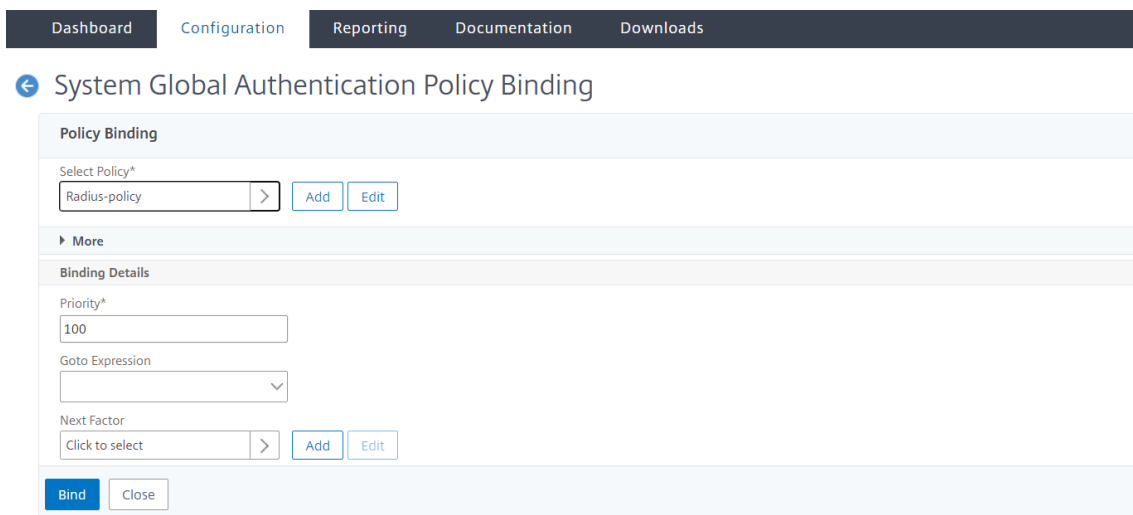 Dashboard Configuration Reporting Documentation Downloads
System Global Authentication Policy Binding
Policy Binding
Select Policy*
Radius-policy Add Edit
More
Binding Details
Priority*
100
Goto Expression
Next Factor
Click to select Add Edit
Bind Close